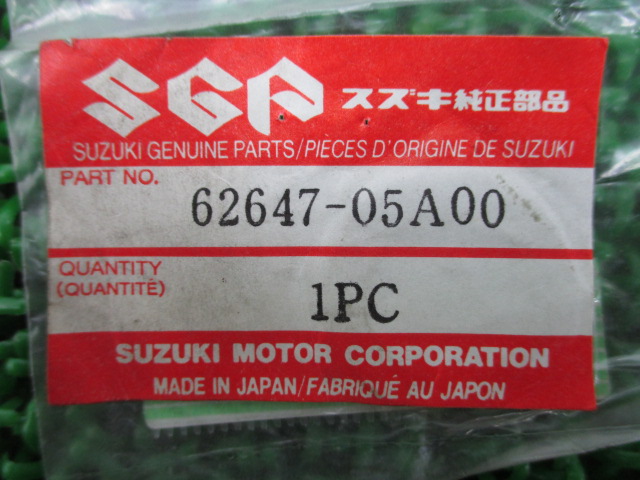 SGP スズキ純正部品
SUZUKI GENUINE PARTS/PIECES D'ORIGINE DE SUZUKI
PART NO.
62647-05A00
QUANTITY
(QUANTITÉ)
1PC
SUZUKI MOTOR CORPORATION
MADE IN JAPAN/FABRIQUÉ AU JAPON